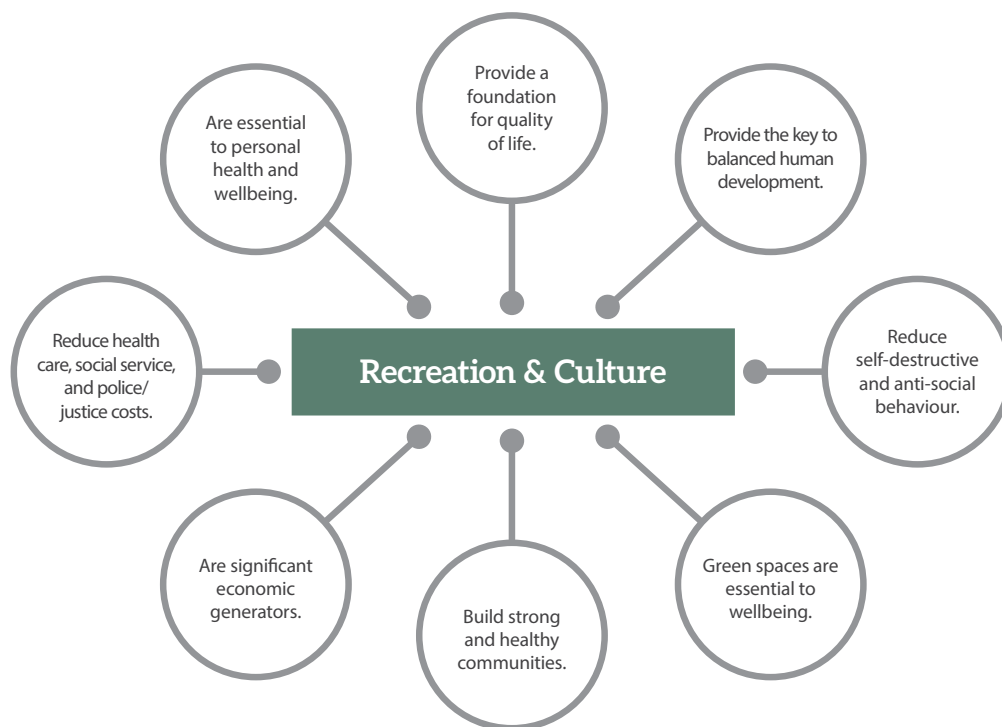 Provide a
foundation
for quality
of life.
Are essential
to personal
health and
wellbeing.
Provide the key to
balanced human
development.
Reduce health
care, social service,
and police/
justice costs.
Recreation & Culture
Reduce
self-destructive
and anti-social
behaviour.
Are significant
economic
generators.
Build strong
and healthy
communities.
Green spaces are
essential to
wellbeing.